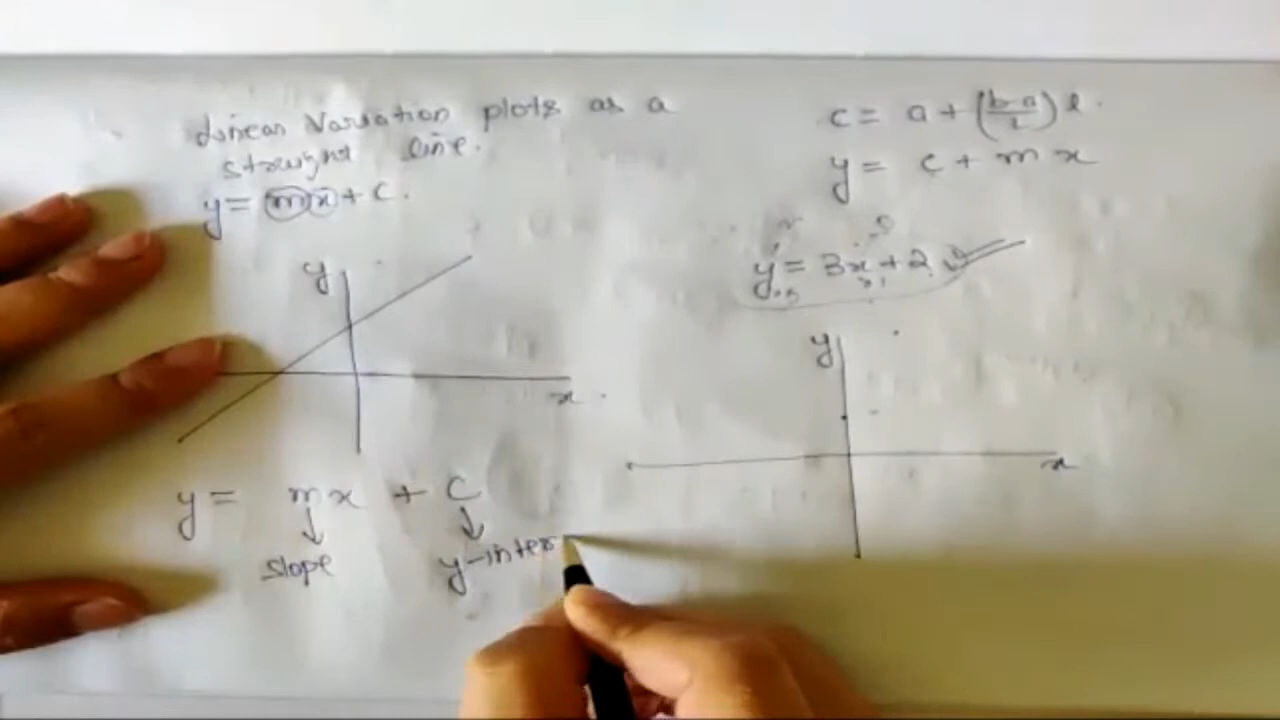 Linear Variation plots as a
straight line.
y = mx + c.
y
x
y = mx + c
slope
y-inter
c = a + (b-a/l) l.
y = c + mx
y = 3x + 2
y
x